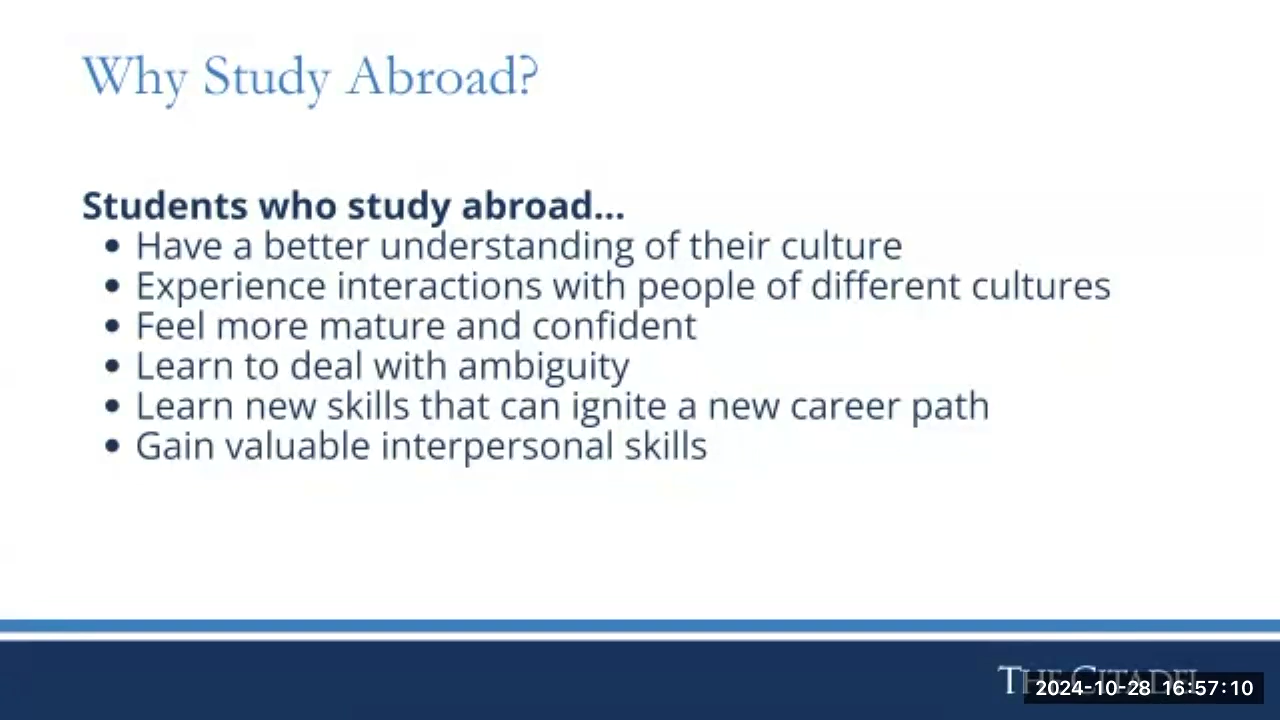 Why Study Abroad?
Students who study abroad...
• Have a better understanding of their culture
• Experience interactions with people of different cultures
• Feel more mature and confident
• Learn to deal with ambiguity
• Learn new skills that can ignite a new career path
• Gain valuable interpersonal skills
THE CITADEL
2024-10-28 16:57:10